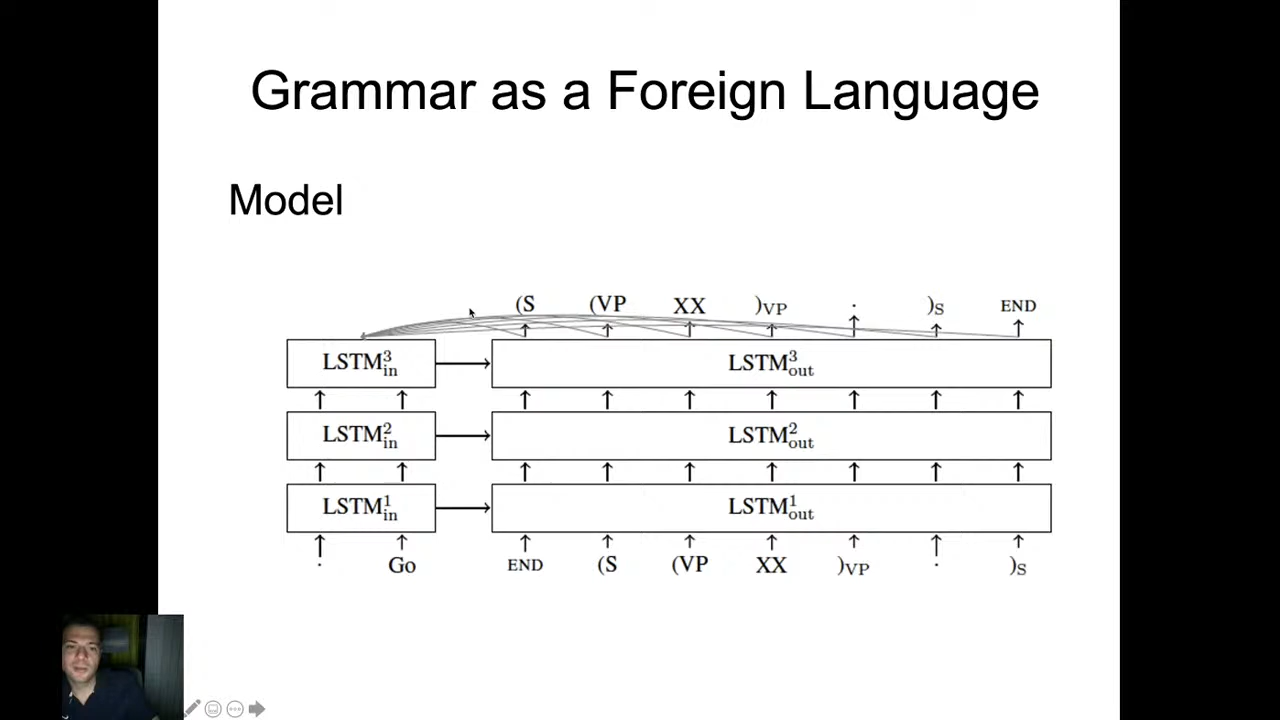 Grammar as a Foreign Language
Model
(S (VP XX )VP . )S END
LSTM³in LSTM³out
LSTM²in LSTM²out
LSTM¹in LSTM¹out
. Go END (S (VP XX )VP . )S